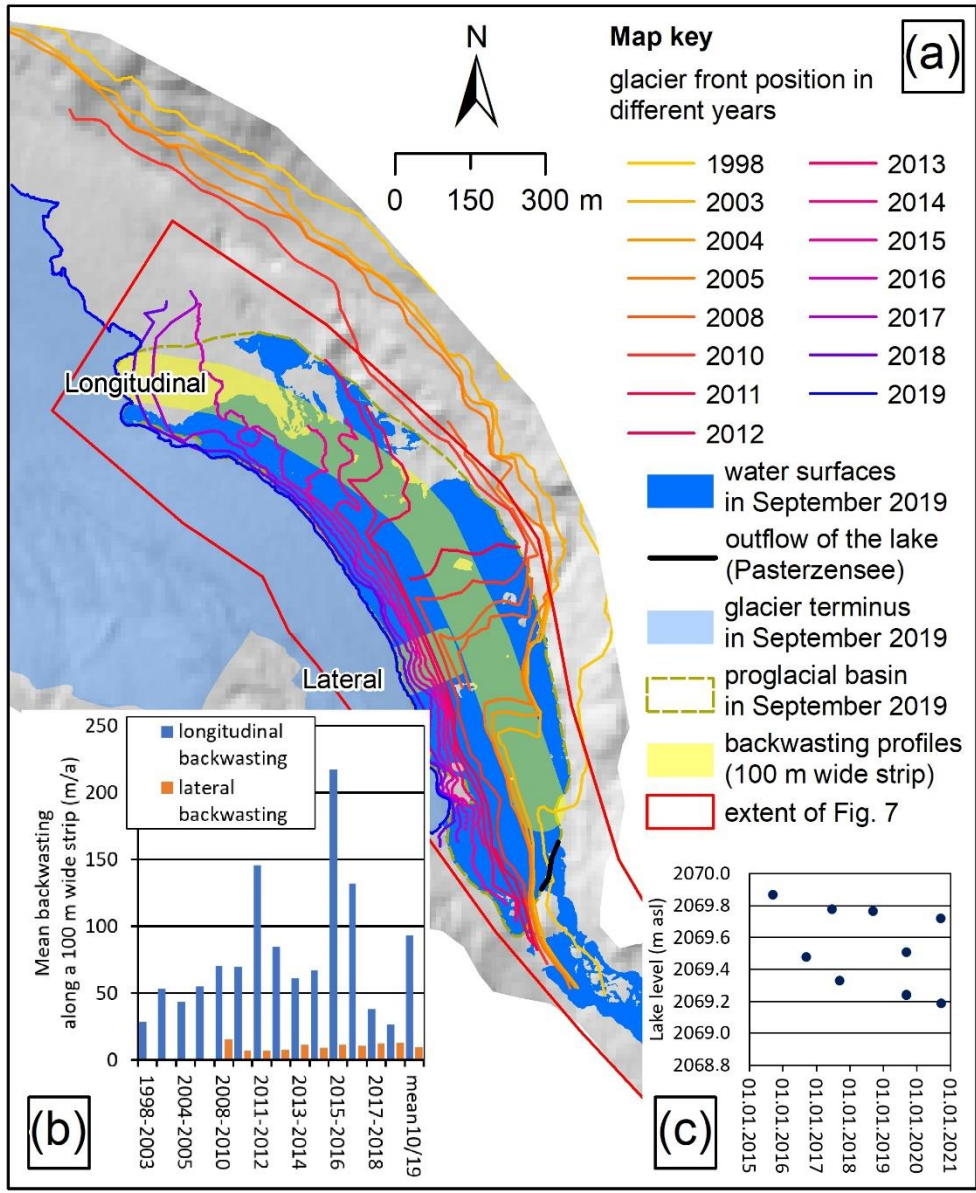 (a)
Map key
glacier front position in
different years
1998
2003
2004
2005
2008
2010
2011
2012
2013
2014
2015
2016
2017
2018
2019
water surfaces
in September 2019
outflow of the lake
(Pasterzensee)
glacier terminus
in September 2019
proglacial basin
in September 2019
backwasting profiles
(100 m wide strip)
extent of Fig. 7
N
0 150 300 m
Longitudinal
Lateral
(b)
longitudinal
backwasting
lateral
backwasting
Mean backwasting
along a 100 m wide strip (m/a)
250
200
150
100
50
0
1998-2003
2004-2005
2008-2010
2011-2012
2013-2014
2015-2016
2017-2018
mean10/19
(c)
Lake level (m asl)
2070.0
2069.8
2069.6
2069.4
2069.2
2069.0
2068.8
01.01.2015
01.01.2016
01.01.2017
01.01.2018
01.01.2019
01.01.2020
01.01.2021